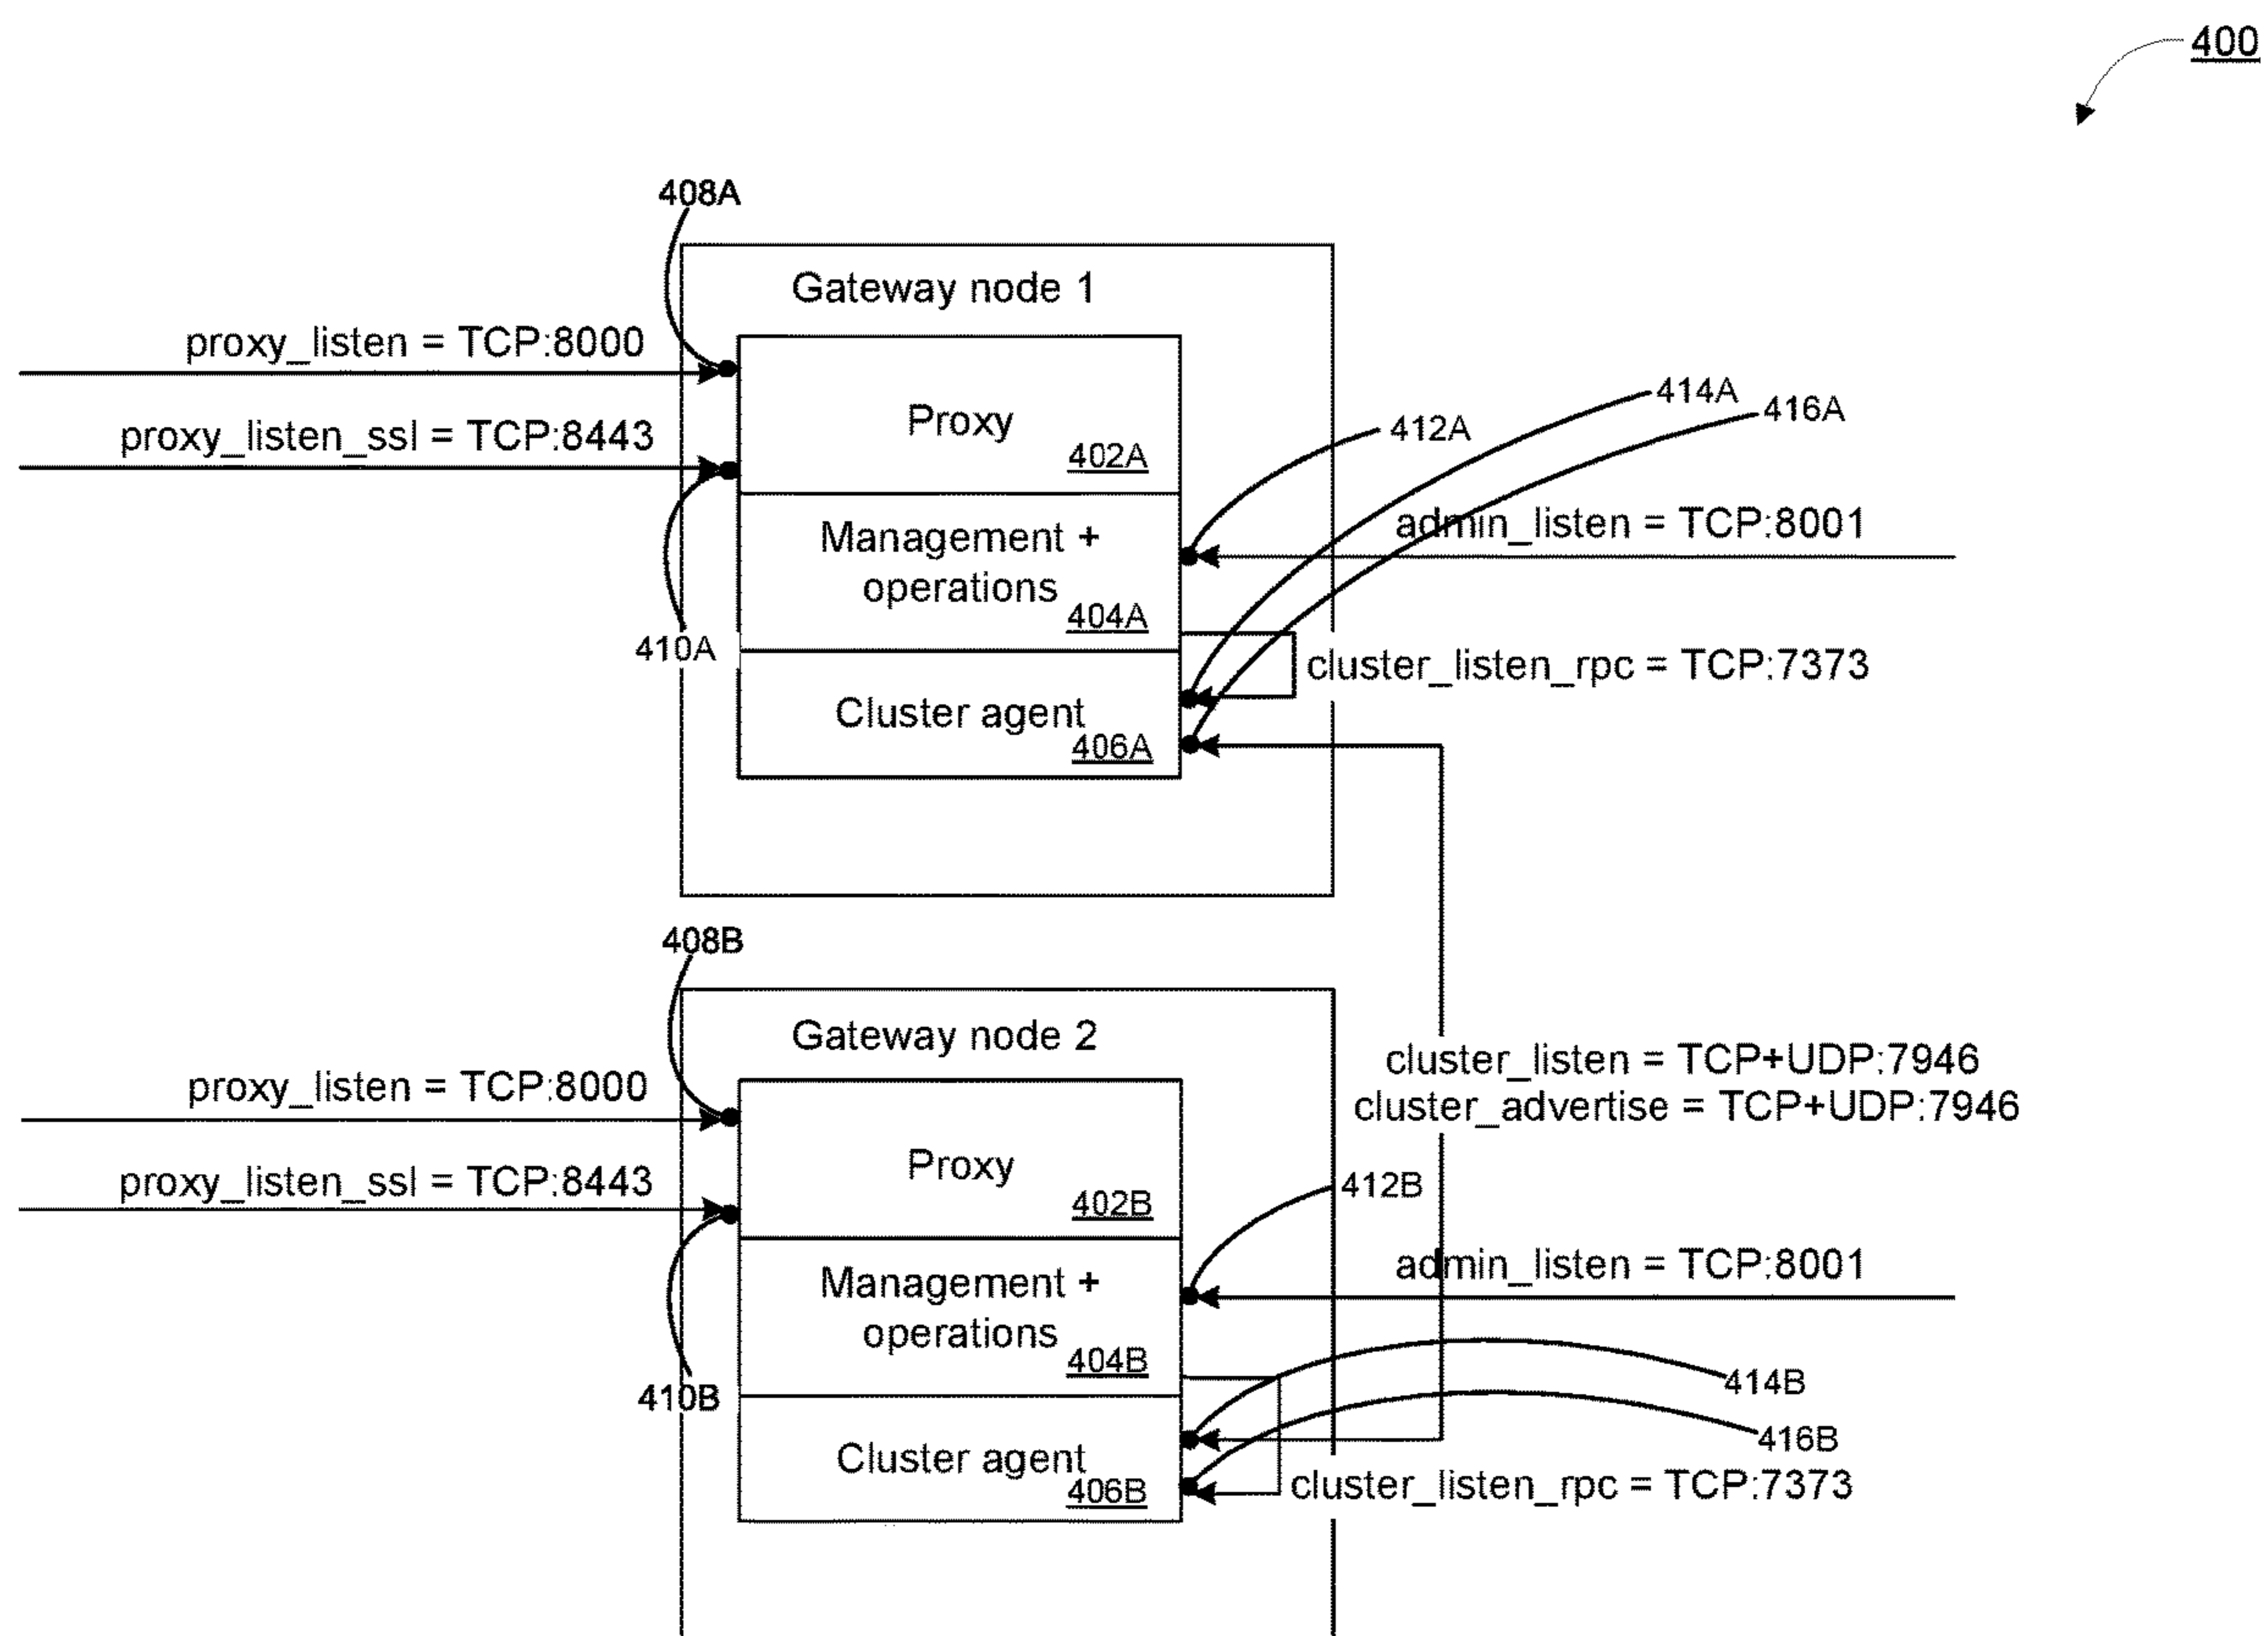 400
408A
Gateway node 1
proxy_listen = TCP:8000
proxy_listen_ssl = TCP:8443
Proxy
402A
414A
416A
412A
admin_listen = TCP:8001
Management +
operations
404A
410A
cluster_listen_rpc = TCP:7373
Cluster agent
406A
408B
Gateway node 2
cluster_listen = TCP+UDP:7946
cluster_advertise = TCP+UDP:7946
proxy_listen = TCP:8000
proxy_listen_ssl = TCP:8443
Proxy
402B
412B
admin_listen = TCP:8001
Management +
operations
404B
410B
414B
416B
Cluster agent
406B
cluster_listen_rpc = TCP:7373